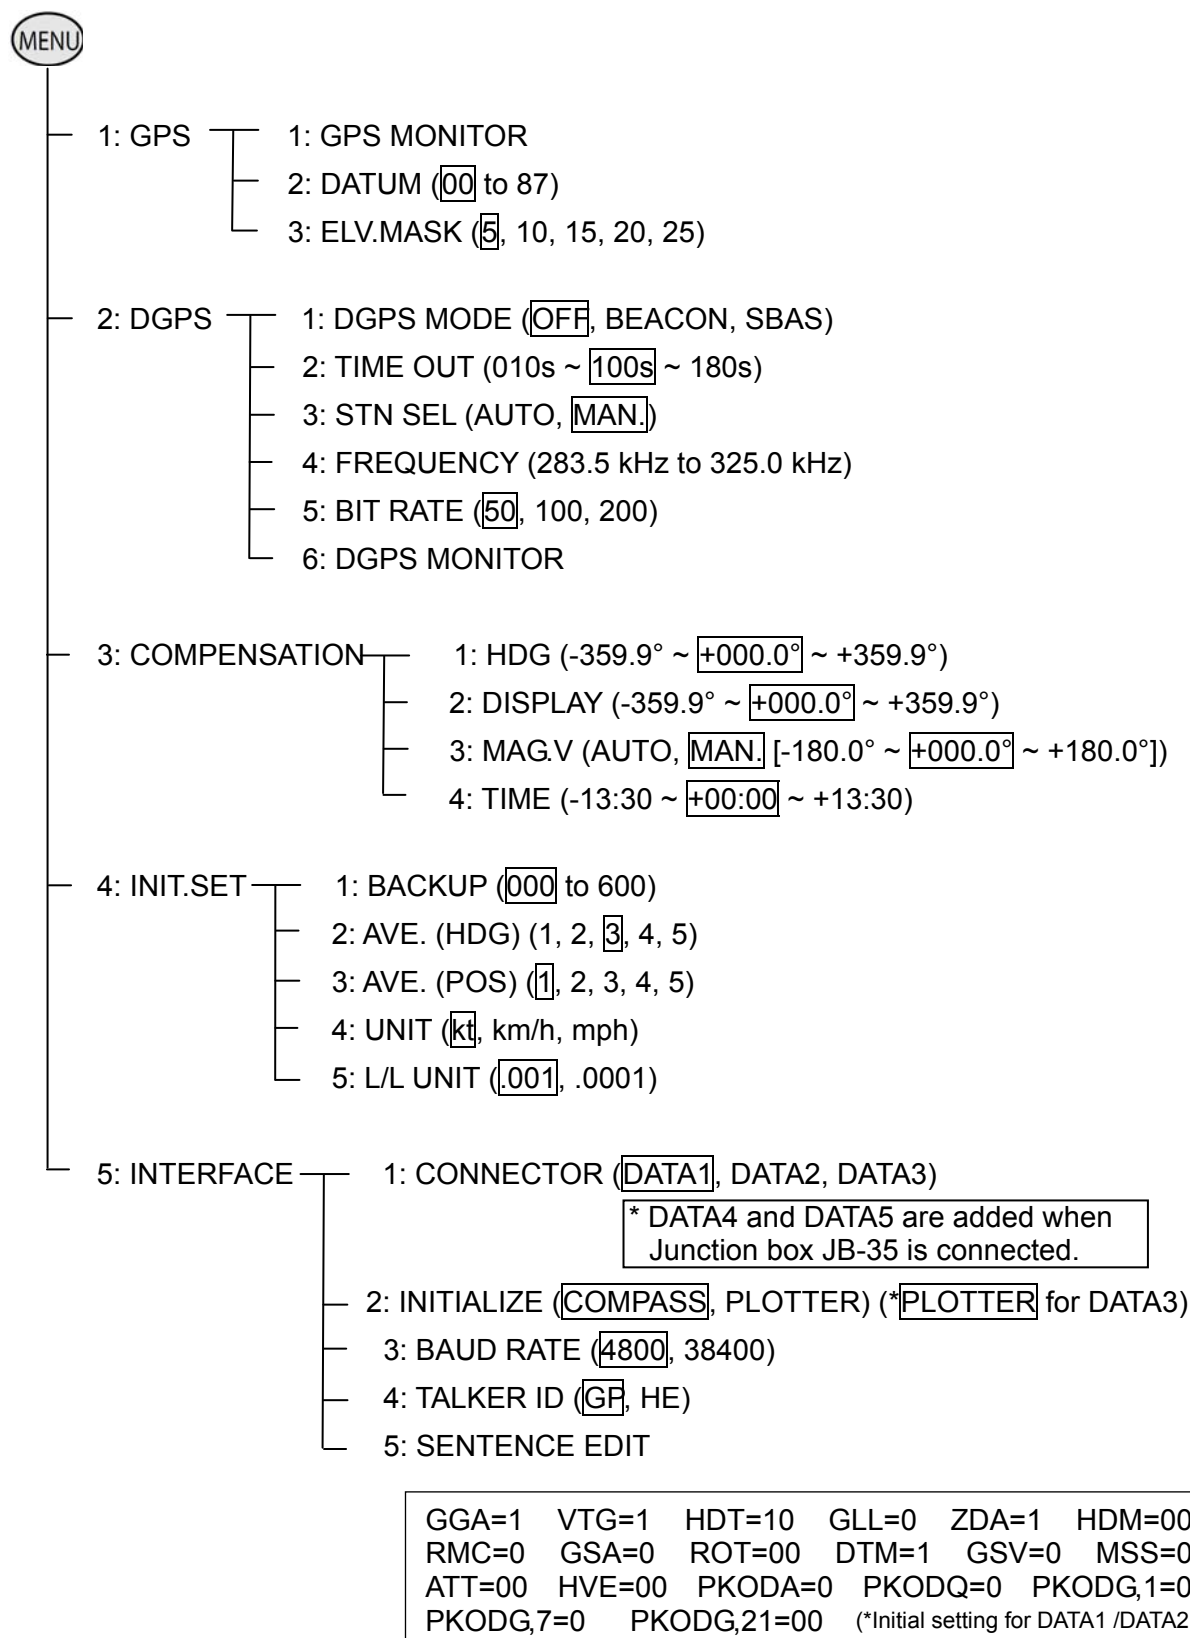 MENU
1: GPS
1: GPS MONITOR
2: DATUM (00 to 87)
3: ELV.MASK (5, 10, 15, 20, 25)
2: DGPS
1: DGPS MODE (OFF, BEACON, SBAS)
2: TIME OUT (010s ~ 100s ~ 180s)
3: STN SEL (AUTO, MAN.)
4: FREQUENCY (283.5 kHz to 325.0 kHz)
5: BIT RATE (50, 100, 200)
6: DGPS MONITOR
3: COMPENSATION
1: HDG (-359.9° ~ +000.0° ~ +359.9°)
2: DISPLAY (-359.9° ~ +000.0° ~ +359.9°)
3: MAG.V (AUTO, MAN. [-180.0° ~ +000.0° ~ +180.0°])
4: TIME (-13:30 ~ +00:00 ~ +13:30)
4: INIT.SET
1: BACKUP (000 to 600)
2: AVE. (HDG) (1, 2, 3, 4, 5)
3: AVE. (POS) (1, 2, 3, 4, 5)
4: UNIT (kt, km/h, mph)
5: L/L UNIT (.001, .0001)
5: INTERFACE
1: CONNECTOR (DATA1, DATA2, DATA3)
* DATA4 and DATA5 are added when
Junction box JB-35 is connected.
2: INITIALIZE (COMPASS, PLOTTER) (*PLOTTER for DATA3)
3: BAUD RATE (4800, 38400)
4: TALKER ID (GP, HE)
5: SENTENCE EDIT
GGA=1 VTG=1 HDT=10 GLL=0 ZDA=1 HDM=00
RMC=0 GSA=0 ROT=00 DTM=1 GSV=0 MSS=0
ATT=00 HVE=00 PKODA=0 PKODQ=0 PKODG,1=0
PKODG,7=0 PKODG,21=00 (*Initial setting for DATA1 /DATA2